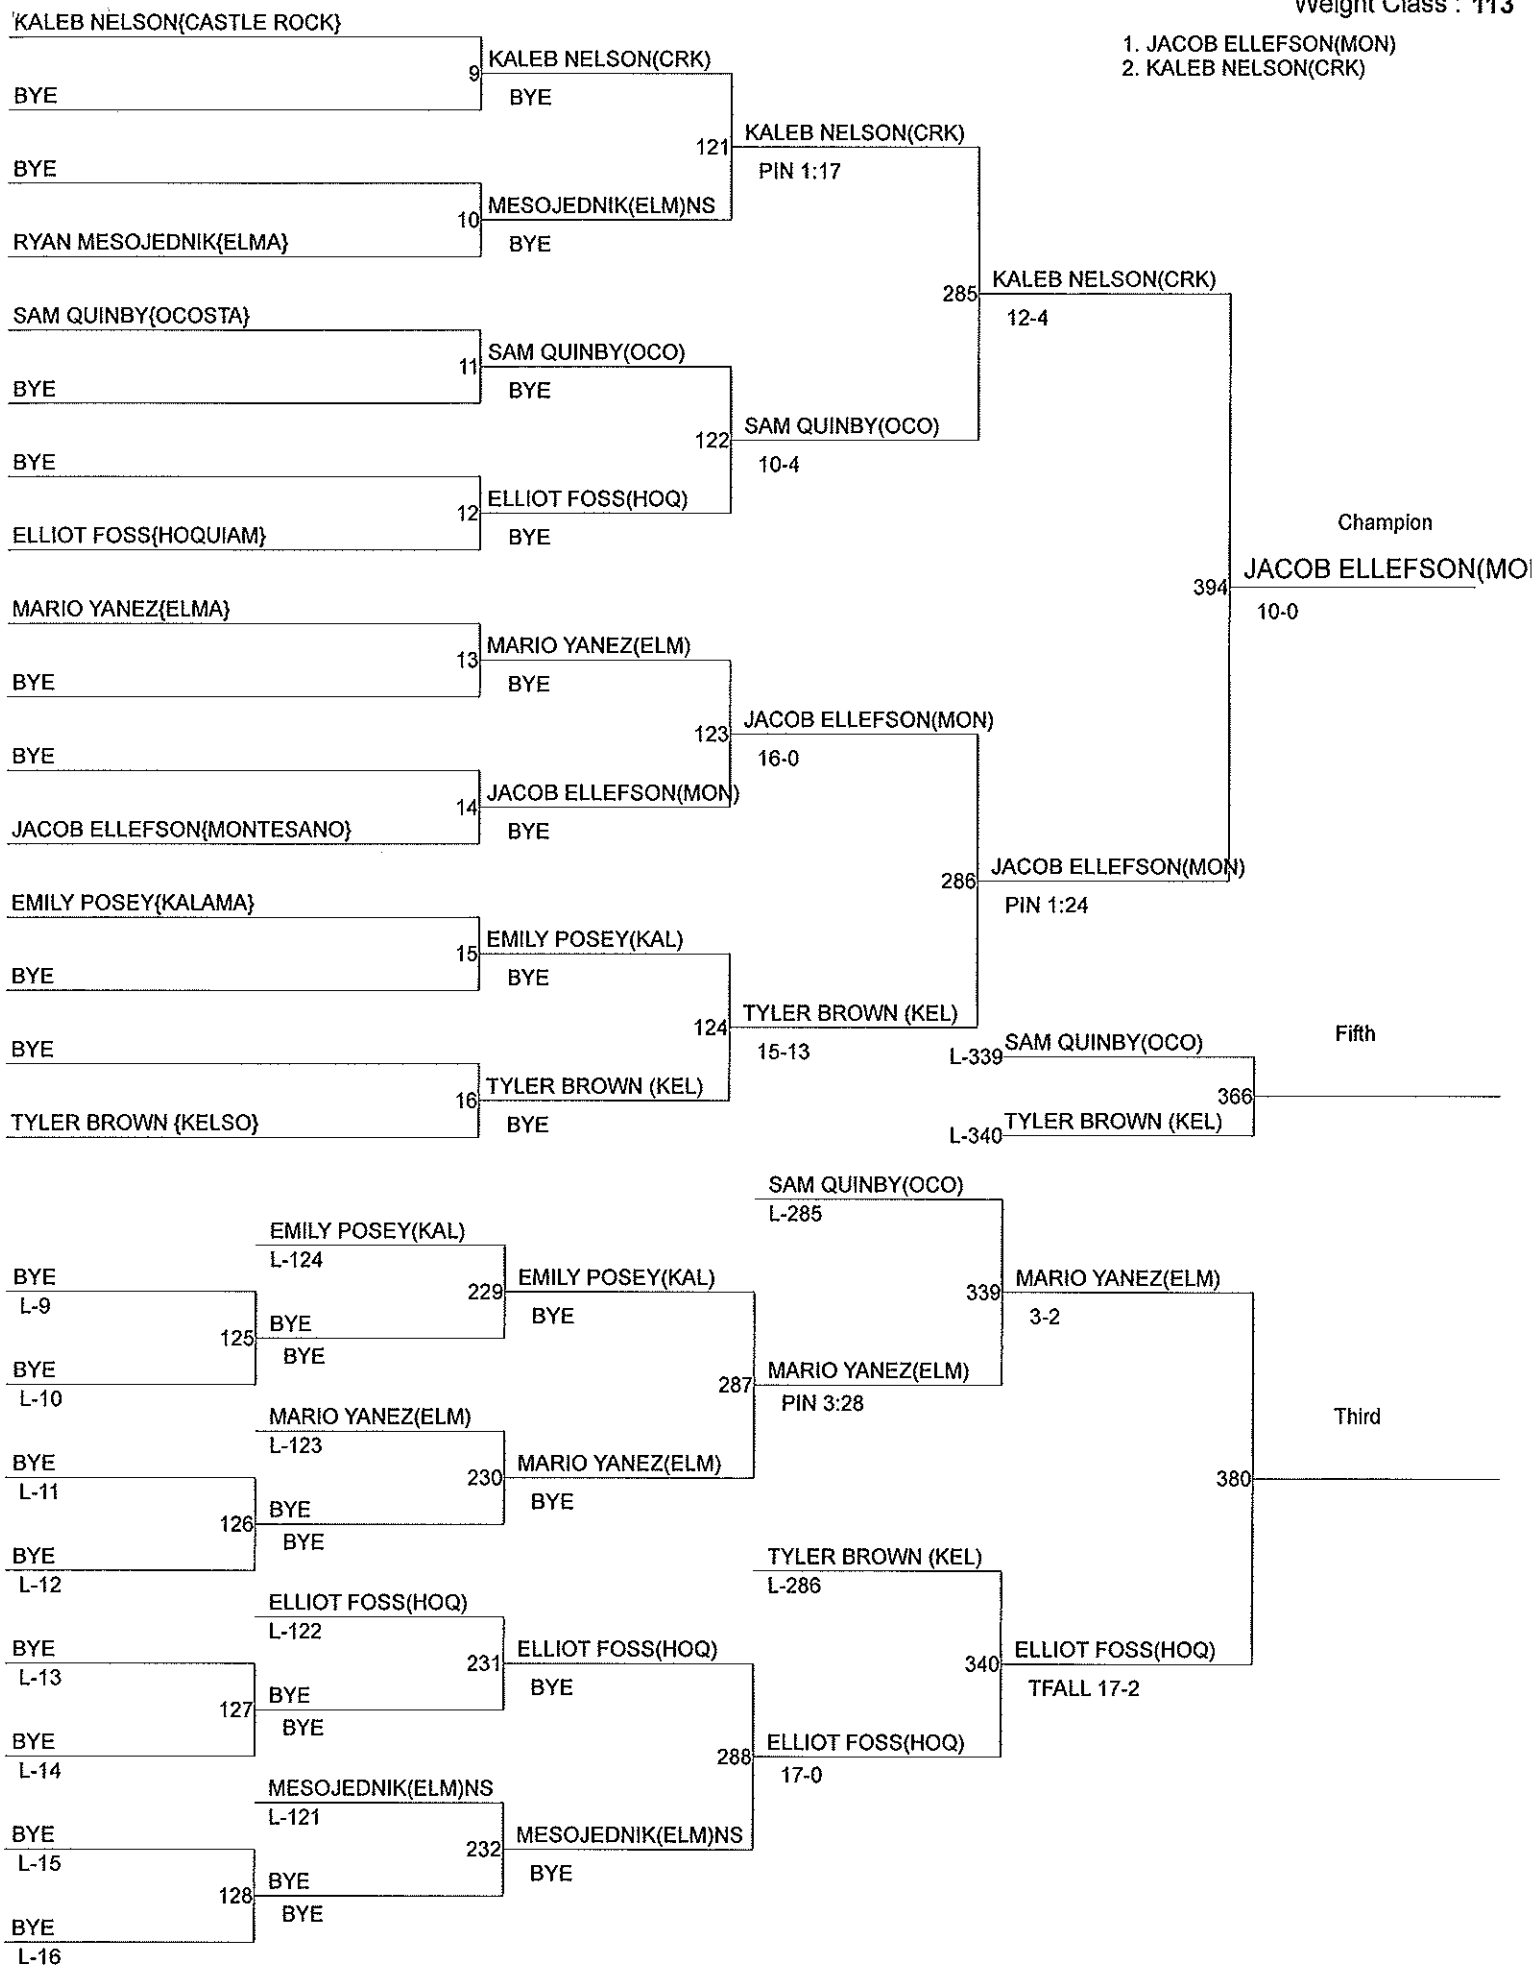 Weight Class : 113
1. JACOB ELLEFSON(MON)
2. KALEB NELSON(CRK)
KALEB NELSON{CASTLE ROCK}
9
KALEB NELSON(CRK)
BYE
BYE
121
KALEB NELSON(CRK)
PIN 1:17
BYE
10
MESOJEDNIK(ELM)NS
BYE
RYAN MESOJEDNIK{ELMA}
285
KALEB NELSON(CRK)
12-4
SAM QUINBY{OCOSTA}
11
SAM QUINBY(OCO)
BYE
BYE
122
SAM QUINBY(OCO)
10-4
BYE
12
ELLIOT FOSS(HOQ)
BYE
ELLIOT FOSS{HOQUIAM}
Champion
394
JACOB ELLEFSON(MO
10-0
MARIO YANEZ{ELMA}
13
MARIO YANEZ(ELM)
BYE
BYE
123
JACOB ELLEFSON(MON)
16-0
BYE
14
JACOB ELLEFSON(MON)
BYE
JACOB ELLEFSON{MONTESANO}
286
JACOB ELLEFSON(MON)
PIN 1:24
EMILY POSEY{KALAMA}
15
EMILY POSEY(KAL)
BYE
BYE
124
TYLER BROWN (KEL)
15-13
BYE
16
TYLER BROWN (KEL)
BYE
TYLER BROWN {KELSO}
L-339
SAM QUINBY(OCO)
Fifth
366
L-340
TYLER BROWN (KEL)
SAM QUINBY(OCO)
L-285
EMILY POSEY(KAL)
L-124
BYE
L-9
229
EMILY POSEY(KAL)
BYE
339
MARIO YANEZ(ELM)
3-2
125
BYE
BYE
BYE
L-10
287
MARIO YANEZ(ELM)
PIN 3:28
MARIO YANEZ(ELM)
L-123
Third
BYE
L-11
230
MARIO YANEZ(ELM)
BYE
380
126
BYE
BYE
BYE
L-12
TYLER BROWN (KEL)
L-286
ELLIOT FOSS(HOQ)
L-122
BYE
L-13
231
ELLIOT FOSS(HOQ)
BYE
340
ELLIOT FOSS(HOQ)
TFALL 17-2
127
BYE
BYE
BYE
L-14
288
ELLIOT FOSS(HOQ)
17-0
MESOJEDNIK(ELM)NS
L-121
BYE
L-15
232
MESOJEDNIK(ELM)NS
BYE
128
BYE
BYE
BYE
L-16